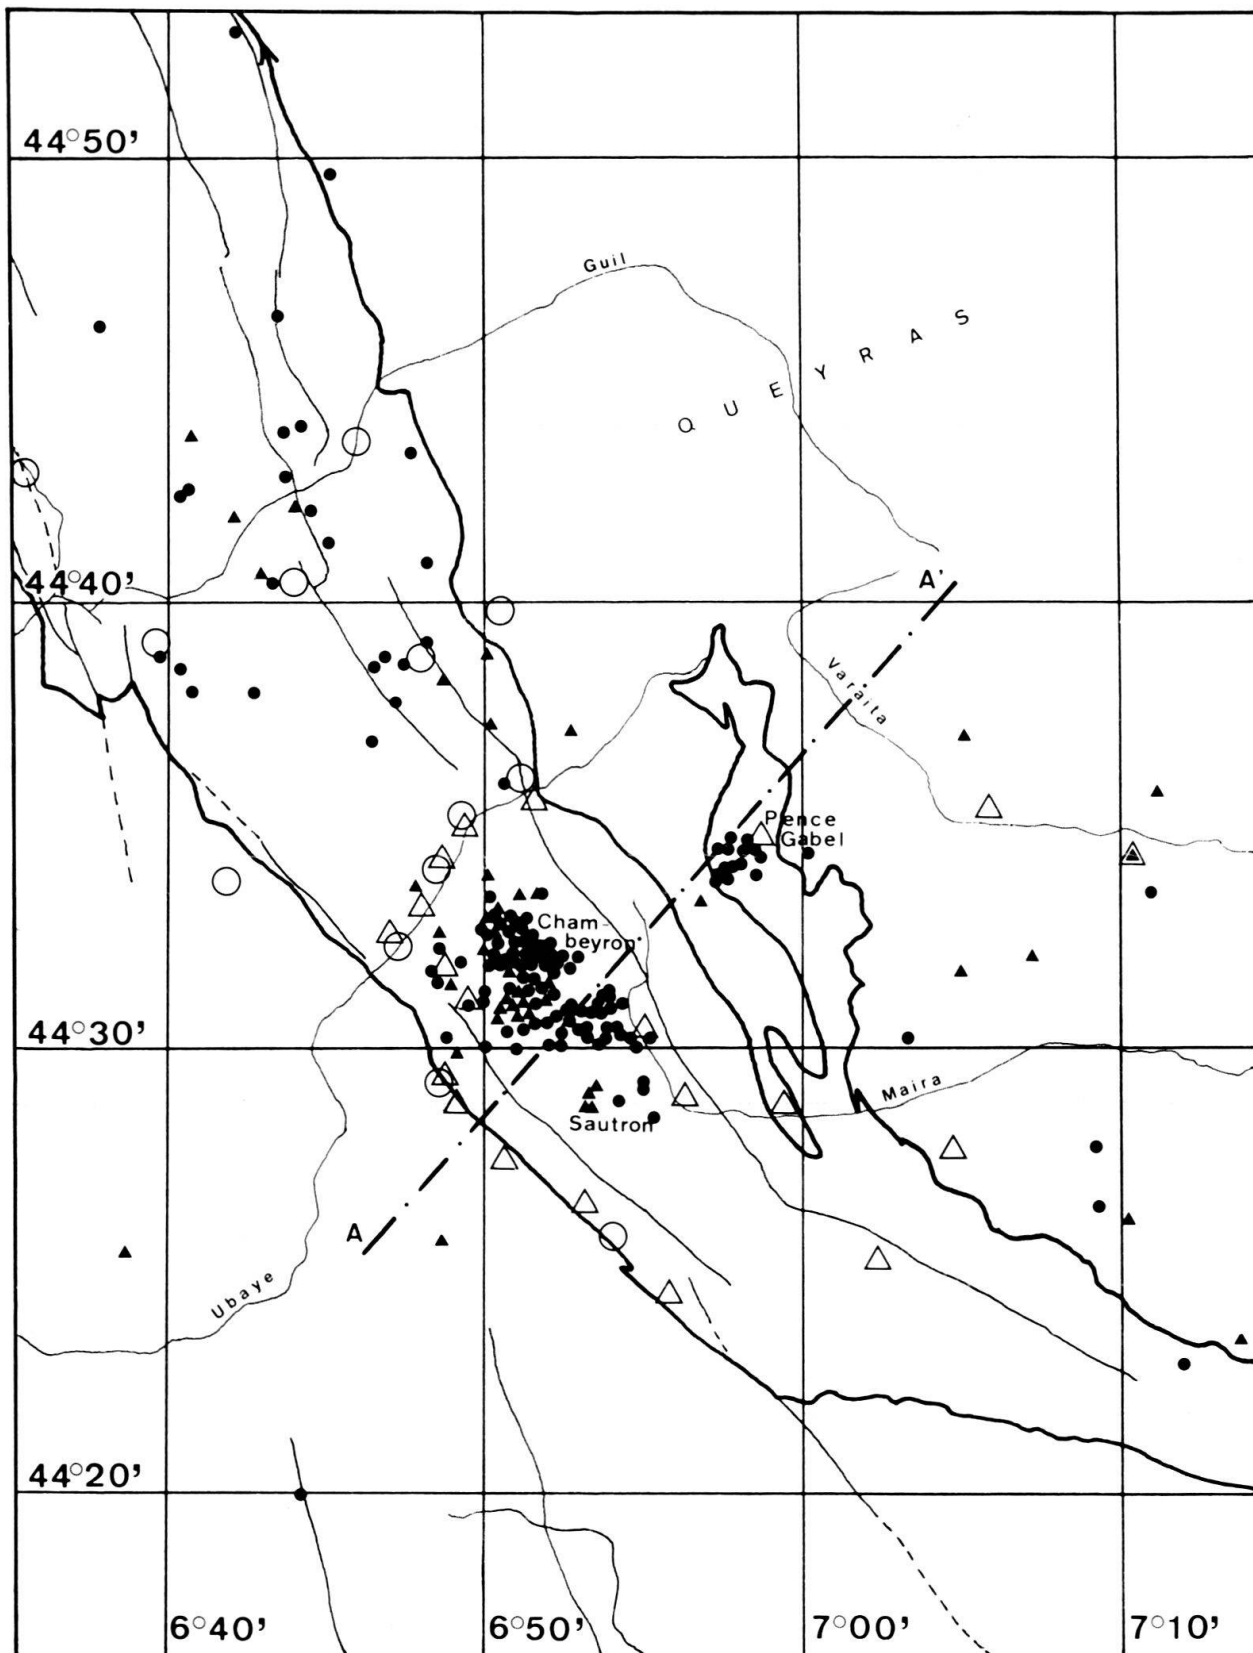 44°50'
Guil
QUEYRAS
44°40'
A'
Varaita
Pence
Gabel
Cham-
beyron
44°30'
Maira
Sautron
A
Ubaye
44°20'
6°40'
6°50'
7°00'
7°10'